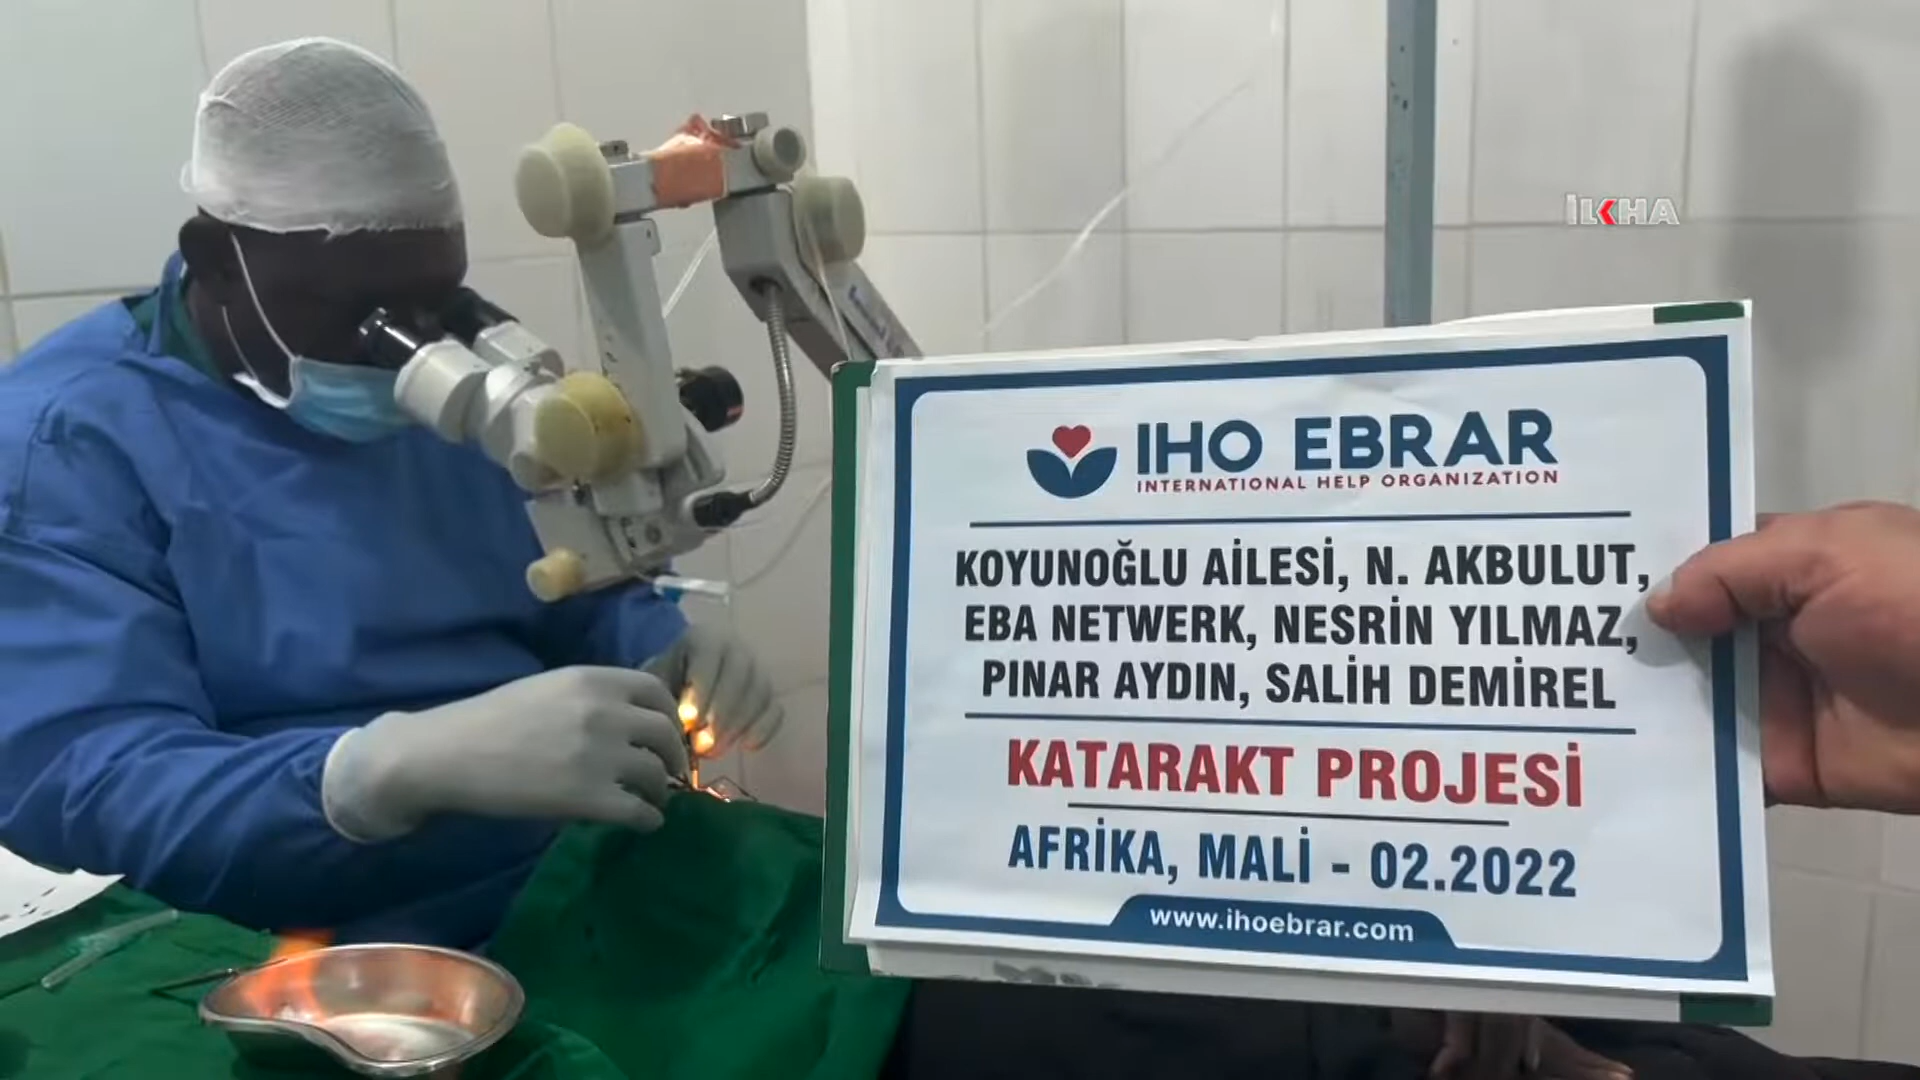 İLKHA
IHO EBRAR
INTERNATIONAL HELP ORGANIZATION
KOYUNOĞLU AİLESİ, N. AKBULUT,
EBA NETWERK, NESRİN YILMAZ,
PINAR AYDIN, SALİH DEMİREL
KATARAKT PROJESİ
AFRİKA, MALİ - 02.2022
www.ihoebrar.com